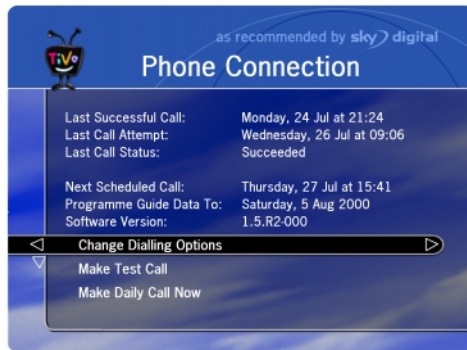 as recommended by sky digital
TiVo
Phone Connection
Last Successful Call: Monday, 24 Jul at 21:24
Last Call Attempt: Wednesday, 26 Jul at 09:06
Last Call Status: Succeeded
Next Scheduled Call: Thursday, 27 Jul at 15:41
Programme Guide Data To: Saturday, 5 Aug 2000
Software Version: 1.5.R2-000
Change Dialling Options
Make Test Call
Make Daily Call Now